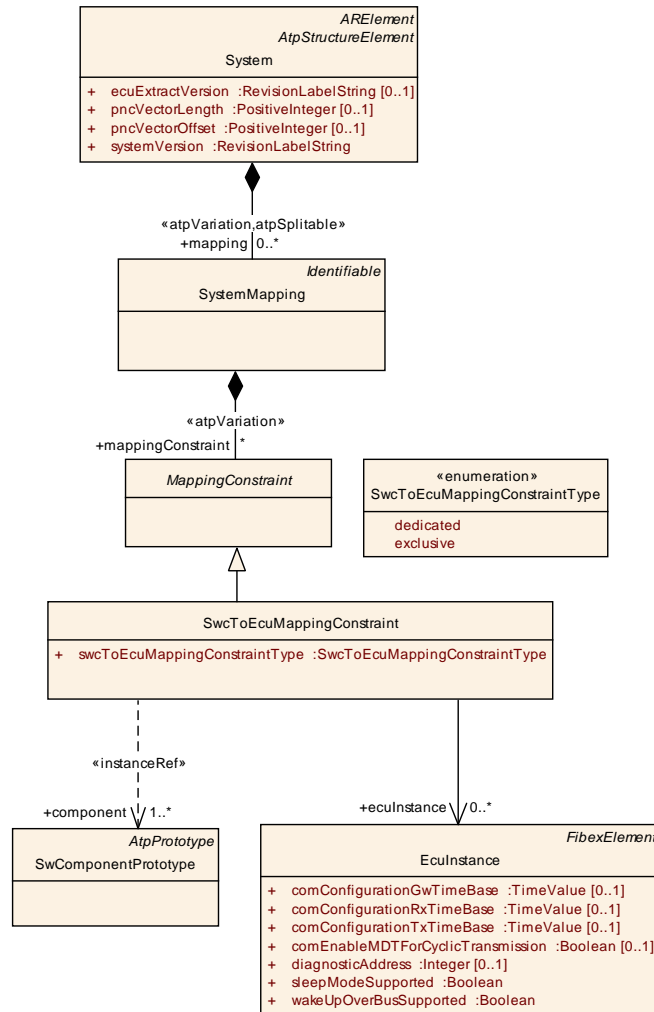 ARElement
AtpStructureElement
System
+ ecuExtractVersion :RevisionLabelString [0..1]
+ pncVectorLength :PositiveInteger [0..1]
+ pncVectorOffset :PositiveInteger [0..1]
+ systemVersion :RevisionLabelString
«atpVariation,atpSplitable»
+mapping 0..*
Identifiable
SystemMapping
«atpVariation»
+mappingConstraint *
MappingConstraint
«enumeration»
SwcToEcuMappingConstraintType
dedicated
exclusive
SwcToEcuMappingConstraint
+ swcToEcuMappingConstraintType :SwcToEcuMappingConstraintType
«instanceRef»
+component 1..*
+ecuInstance 0..*
AtpPrototype
SwComponentPrototype
FibexElement
EcuInstance
+ comConfigurationGwTimeBase :TimeValue [0..1]
+ comConfigurationRxTimeBase :TimeValue [0..1]
+ comConfigurationTxTimeBase :TimeValue [0..1]
+ comEnableMDTForCyclicTransmission :Boolean [0..1]
+ diagnosticAddress :Integer [0..1]
+ sleepModeSupported :Boolean
+ wakeUpOverBusSupported :Boolean